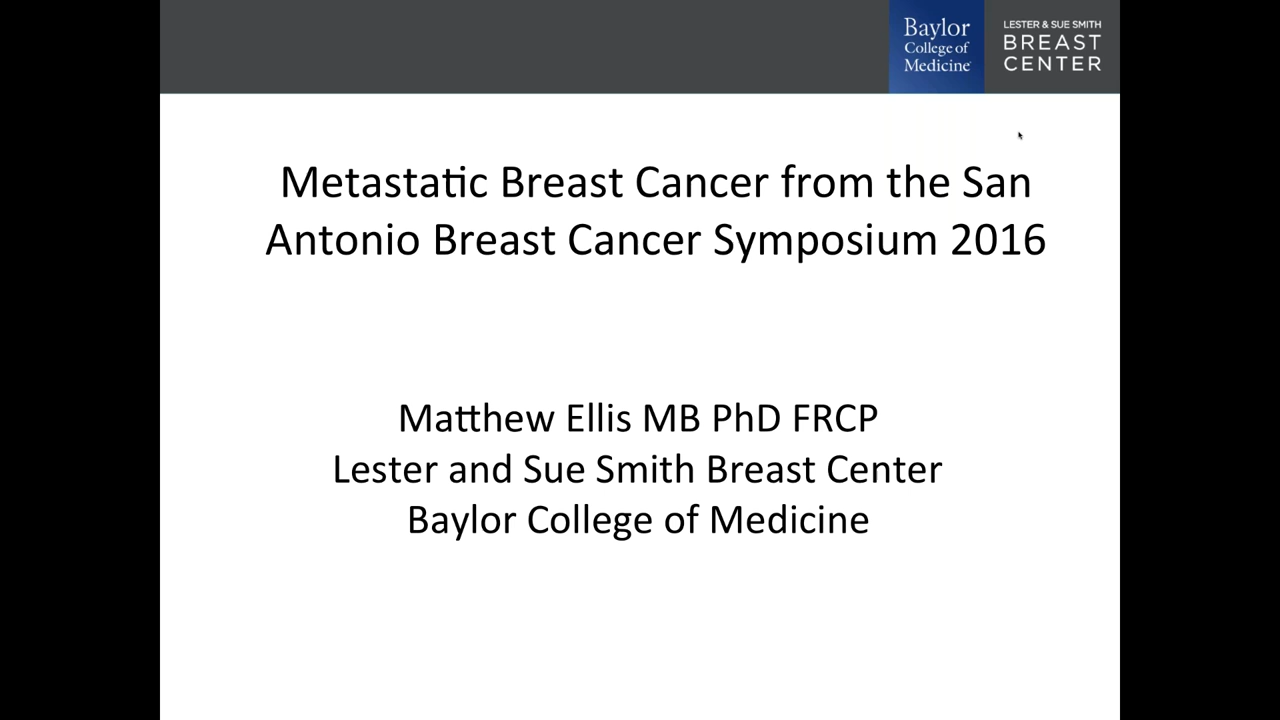 Baylor
College of
Medicine
LESTER & SUE SMITH
BREAST
CENTER
Metastatic Breast Cancer from the San
Antonio Breast Cancer Symposium 2016
Matthew Ellis MB PhD FRCP
Lester and Sue Smith Breast Center
Baylor College of Medicine